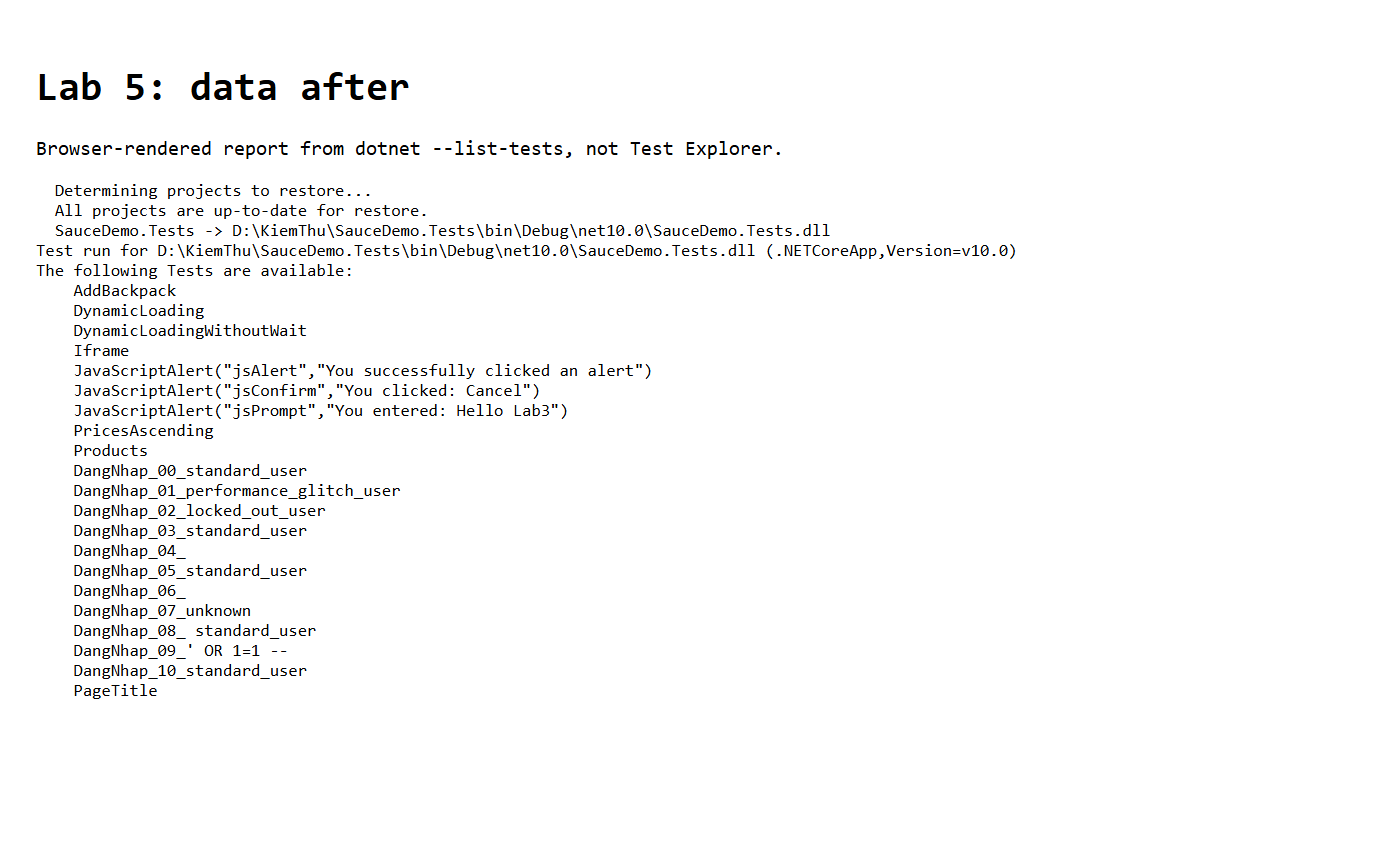 Lab 5: data after
Browser-rendered report from dotnet --list-tests, not Test Explorer.
Determining projects to restore...
All projects are up-to-date for restore.
SauceDemo.Tests -> D:\KiemThu\SauceDemo.Tests\bin\Debug\net10.0\SauceDemo.Tests.dll
Test run for D:\KiemThu\SauceDemo.Tests\bin\Debug\net10.0\SauceDemo.Tests.dll (.NETCoreApp,Version=v10.0)
The following Tests are available:
AddBackpack
DynamicLoading
DynamicLoadingWithoutWait
Iframe
JavaScriptAlert("jsAlert","You successfully clicked an alert")
JavaScriptAlert("jsConfirm","You clicked: Cancel")
JavaScriptAlert("jsPrompt","You entered: Hello Lab3")
PricesAscending
Products
DangNhap_00_standard_user
DangNhap_01_performance_glitch_user
DangNhap_02_locked_out_user
DangNhap_03_standard_user
DangNhap_04_
DangNhap_05_standard_user
DangNhap_06_
DangNhap_07_unknown
DangNhap_08_ standard_user
DangNhap_09_' OR 1=1 --
DangNhap_10_standard_user
PageTitle